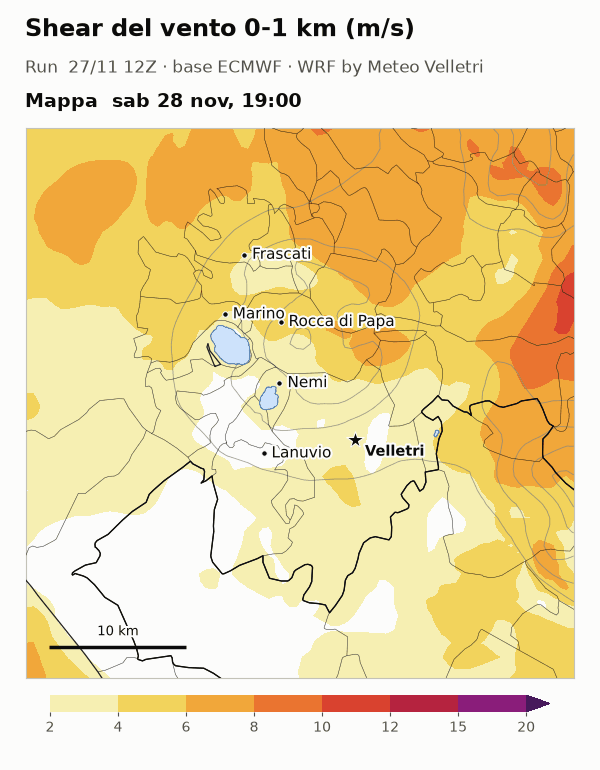 Shear del vento 0-1 km (m/s)
Run  27/11 12Z · base ECMWF · WRF by Meteo Velletri
Mappa  sab 28 nov, 19:00
Frascati
Marino
Rocca di Papa
Nemi
Velletri
Lanuvio
10 km
2 4 6 8 10 12 15 20